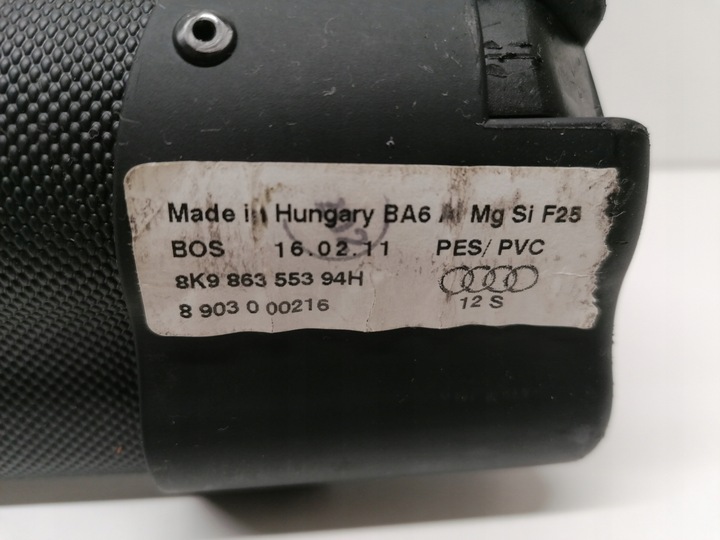 Made in Hungary BA6 Al Mg Si F25
BOS 16.02.11 PES/ PVC
8K9 863 553 94H
8 903 0 00216 12 S